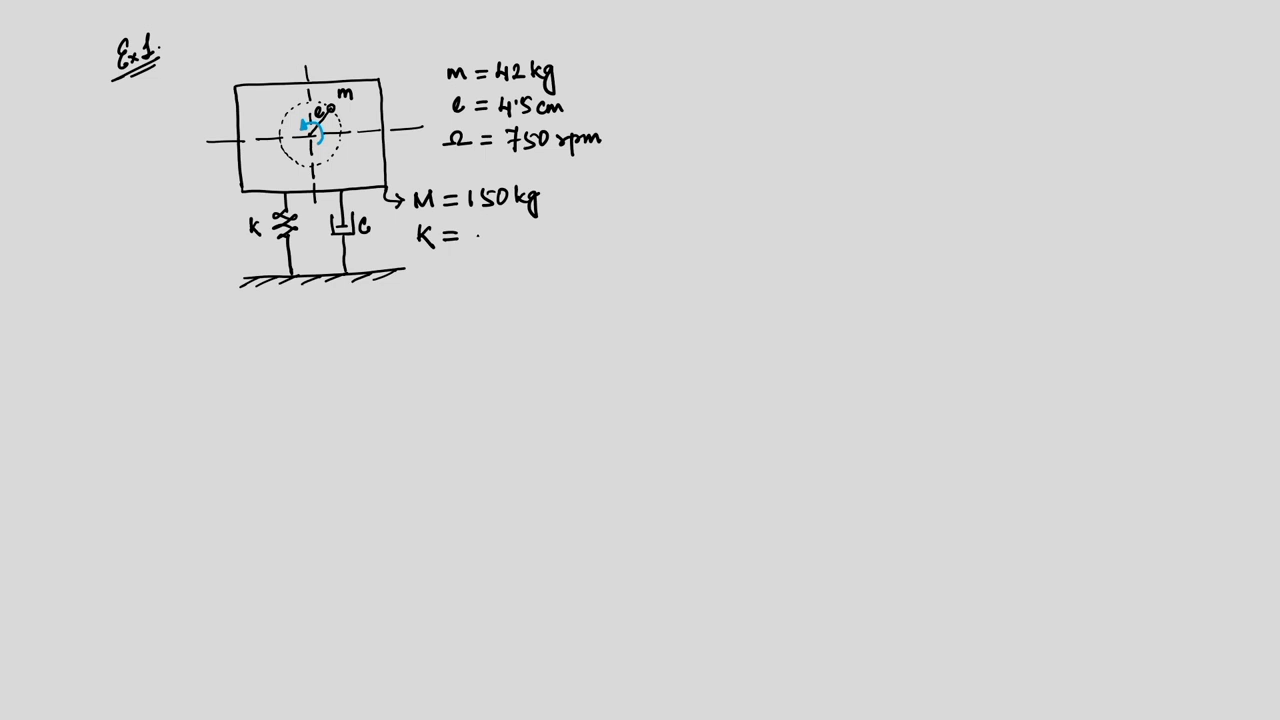 Ex 1.
m
e
m = 42 kg
e = 4.5 cm
Ω = 750 rpm
M = 150 kg
K
C
K = .